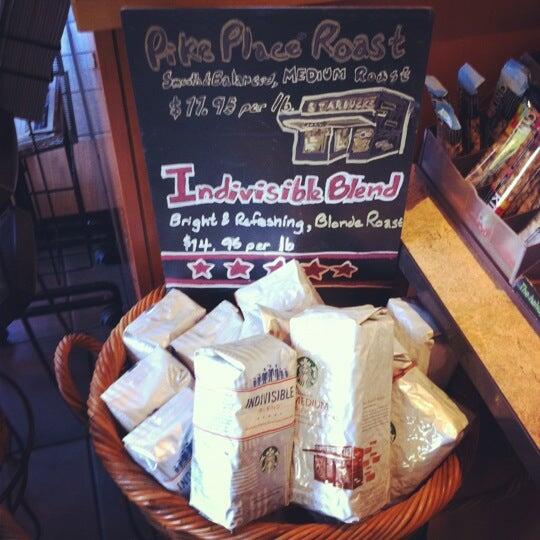 Pike Place Roast
Smooth & Balanced, MEDIUM Roast
$11.95 per lb
STARBUCKS
Indivisible Blend
Bright & Refreshing, Blonde Roast
$14.95 per lb
INDIVISIBLE
BLEND
MEDIUM